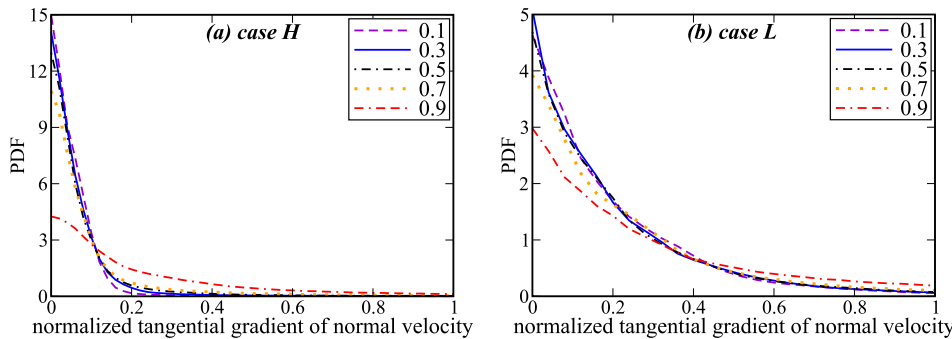 (a) case H
0.1
0.3
0.5
0.7
0.9
PDF
15
12
9
6
3
0
0 0.2 0.4 0.6 0.8 1
normalized tangential gradient of normal velocity
(b) case L
0.1
0.3
0.5
0.7
0.9
PDF
5
4
3
2
1
0
0 0.2 0.4 0.6 0.8 1
normalized tangential gradient of normal velocity